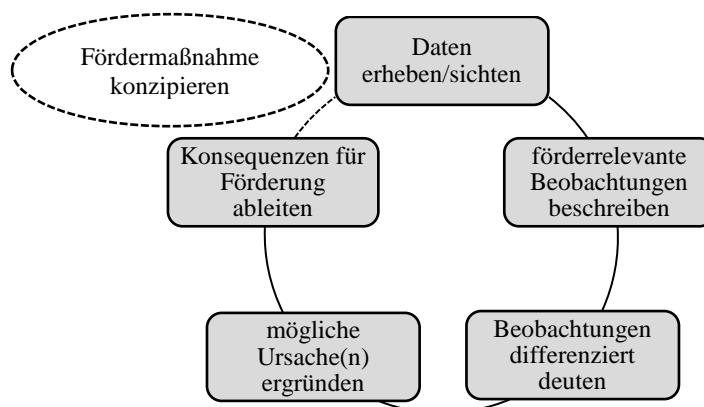 Fördermaßnahme
konzipieren
Daten
erheben/sichten
Konsequenzen für
Förderung
ableiten
förderrelevante
Beobachtungen
beschreiben
mögliche
Ursache(n)
ergründen
Beobachtungen
differenziert
deuten